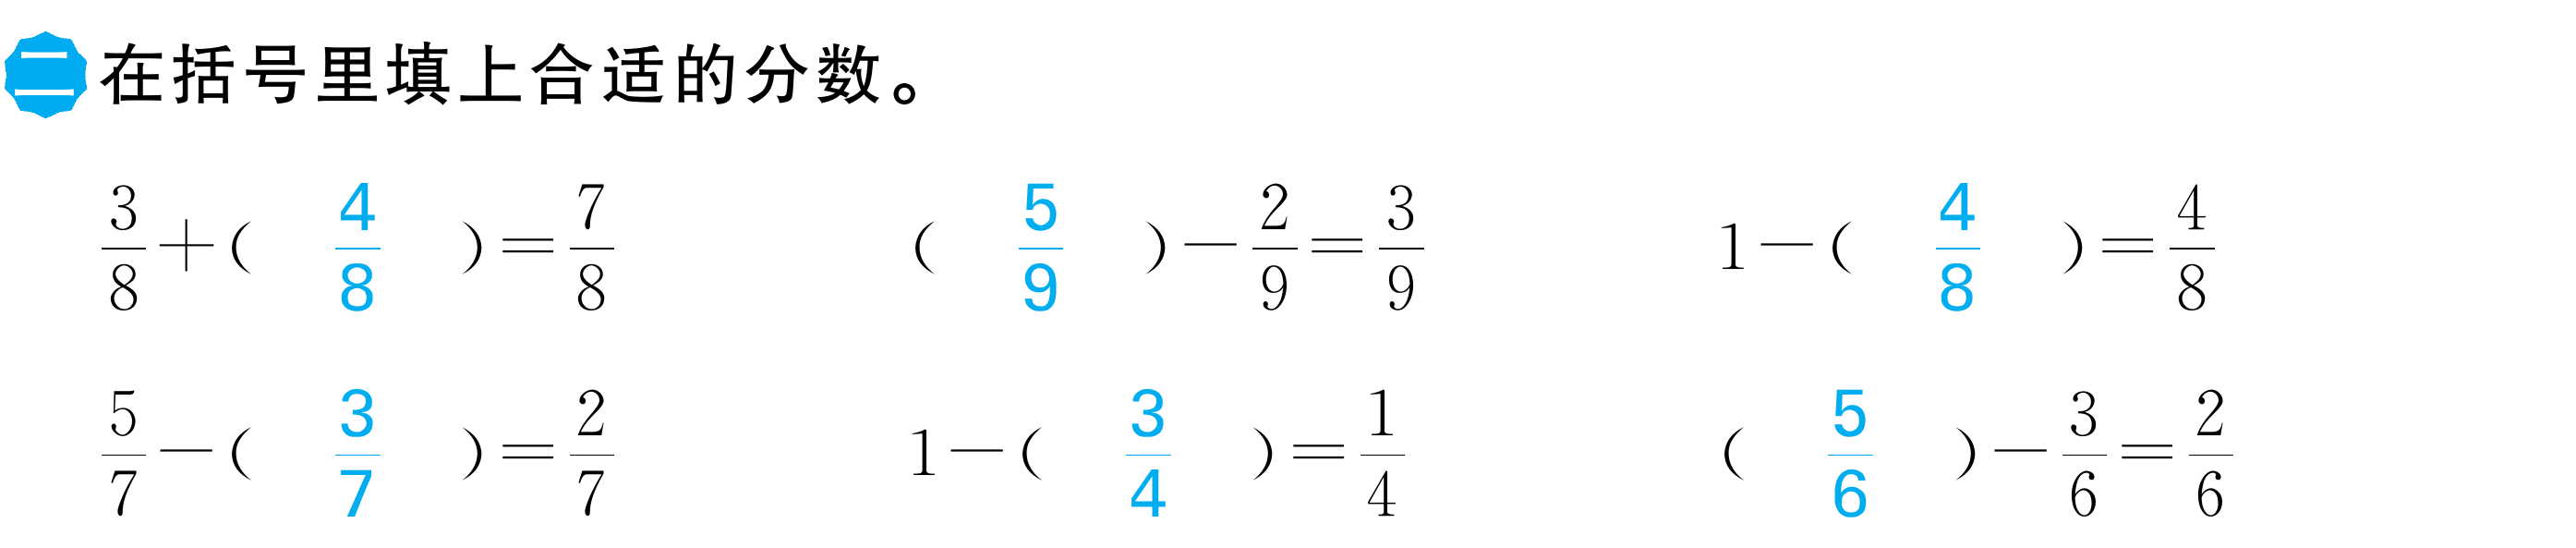 二 在括号里填上合适的分数。
3/8+( 4/8 )=7/8 ( 5/9 )-2/9=3/9 1-( 4/8 )=4/8
5/7-( 3/7 )=2/7 1-( 3/4 )=1/4 ( 5/6 )-3/6=2/6